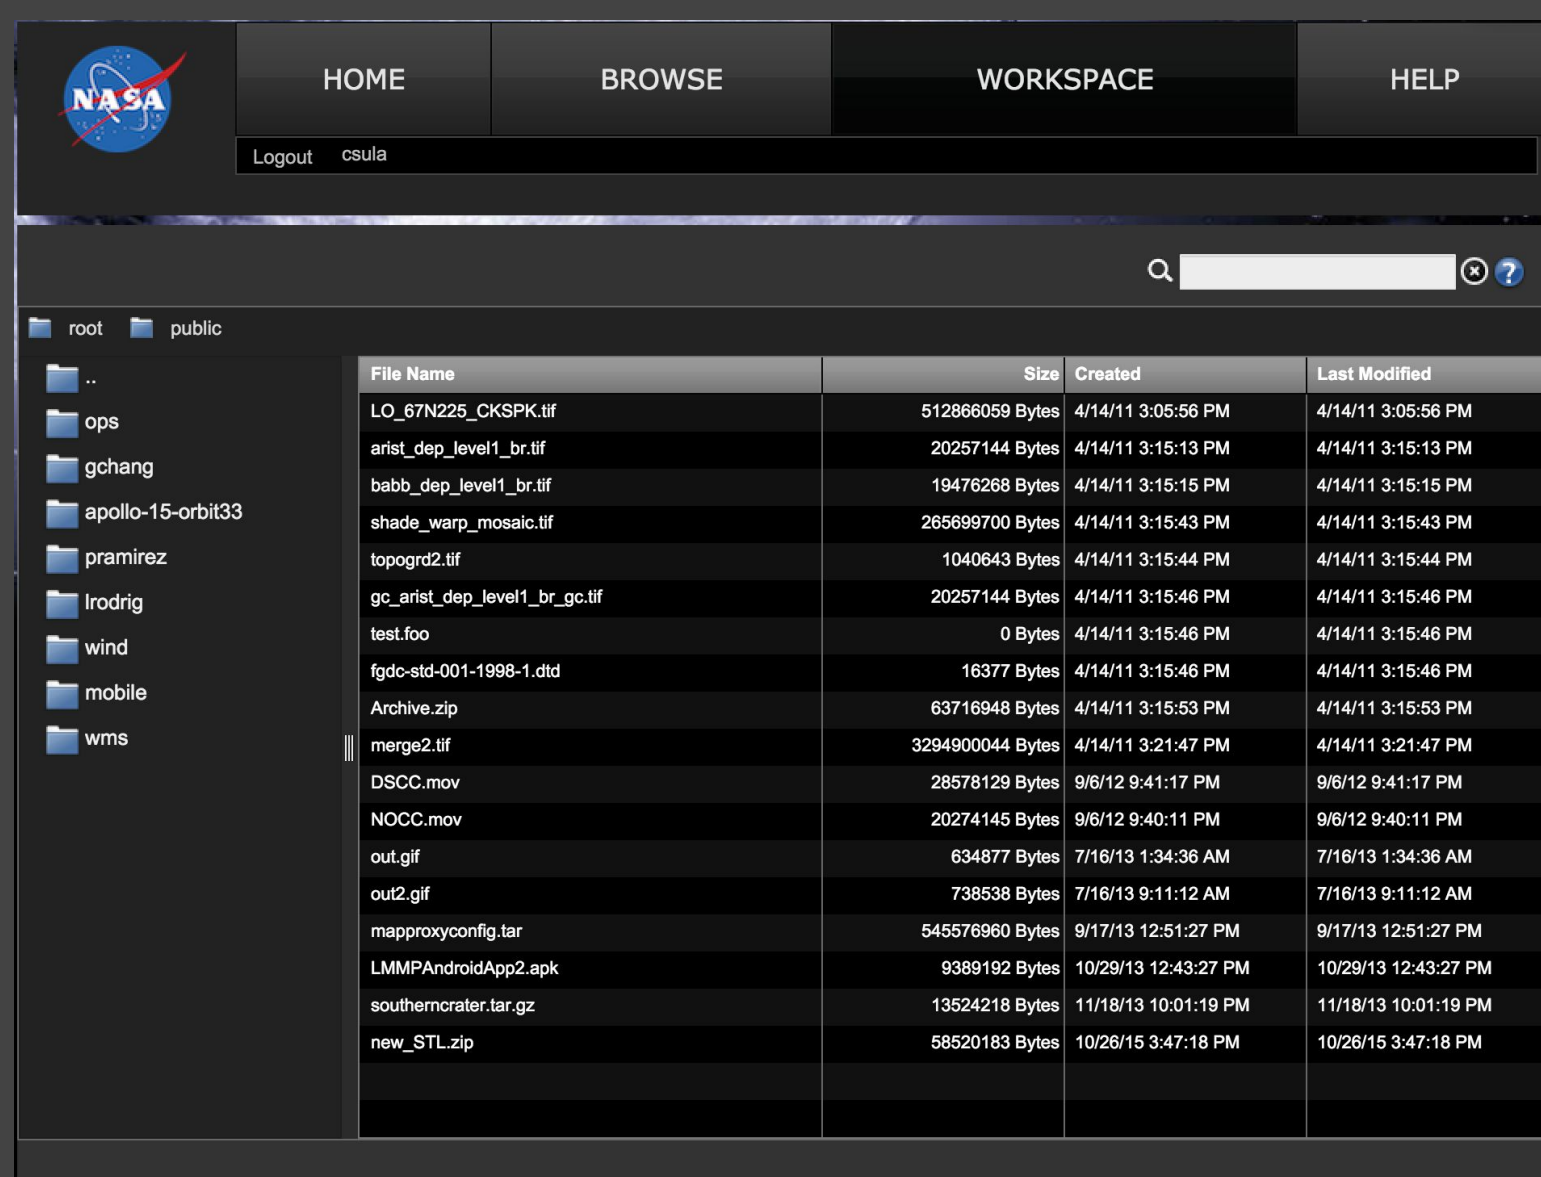 NASA
HOME BROWSE WORKSPACE HELP
Logout csula
root public
..
ops
gchang
apollo-15-orbit33
pramirez
lrodrig
wind
mobile
wms
File Name Size Created Last Modified
LO_67N225_CKSPK.tif 512866059 Bytes 4/14/11 3:05:56 PM 4/14/11 3:05:56 PM
arist_dep_level1_br.tif 20257144 Bytes 4/14/11 3:15:13 PM 4/14/11 3:15:13 PM
babb_dep_level1_br.tif 19476268 Bytes 4/14/11 3:15:15 PM 4/14/11 3:15:15 PM
shade_warp_mosaic.tif 265699700 Bytes 4/14/11 3:15:43 PM 4/14/11 3:15:43 PM
topogrd2.tif 1040643 Bytes 4/14/11 3:15:44 PM 4/14/11 3:15:44 PM
gc_arist_dep_level1_br_gc.tif 20257144 Bytes 4/14/11 3:15:46 PM 4/14/11 3:15:46 PM
test.foo 0 Bytes 4/14/11 3:15:46 PM 4/14/11 3:15:46 PM
fgdc-std-001-1998-1.dtd 16377 Bytes 4/14/11 3:15:46 PM 4/14/11 3:15:46 PM
Archive.zip 63716948 Bytes 4/14/11 3:15:53 PM 4/14/11 3:15:53 PM
merge2.tif 3294900044 Bytes 4/14/11 3:21:47 PM 4/14/11 3:21:47 PM
DSCC.mov 28578129 Bytes 9/6/12 9:41:17 PM 9/6/12 9:41:17 PM
NOCC.mov 20274145 Bytes 9/6/12 9:40:11 PM 9/6/12 9:40:11 PM
out.gif 634877 Bytes 7/16/13 1:34:36 AM 7/16/13 1:34:36 AM
out2.gif 738538 Bytes 7/16/13 9:11:12 AM 7/16/13 9:11:12 AM
mapproxyconfig.tar 545576960 Bytes 9/17/13 12:51:27 PM 9/17/13 12:51:27 PM
LMMPAndroidApp2.apk 9389192 Bytes 10/29/13 12:43:27 PM 10/29/13 12:43:27 PM
southerncrater.tar.gz 13524218 Bytes 11/18/13 10:01:19 PM 11/18/13 10:01:19 PM
new_STL.zip 58520183 Bytes 10/26/15 3:47:18 PM 10/26/15 3:47:18 PM